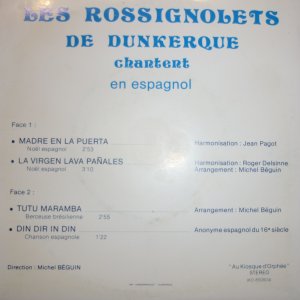 LES ROSSIGNOLETS
DE DUNKERQUE
chantent
en espagnol
Face 1 :
MADRE EN LA PUERTA Harmonisation : Jean Pagot
Noël espagnol 2'53
LA VIRGEN LAVA PAÑALES Harmonisation : Roger Delsinne
Noël espagnol 3'10 Arrangement : Michel Béguin
Face 2 :
TUTU MARAMBA Arrangement : Michel Béguin
Berceuse brésilienne 2'55
DIN DIR IN DIN Anonyme espagnol du 16e siècle
Chanson espagnole 1'22
Direction : Michel BÉGUIN "Au Kiosque d'Orphée"
STEREO